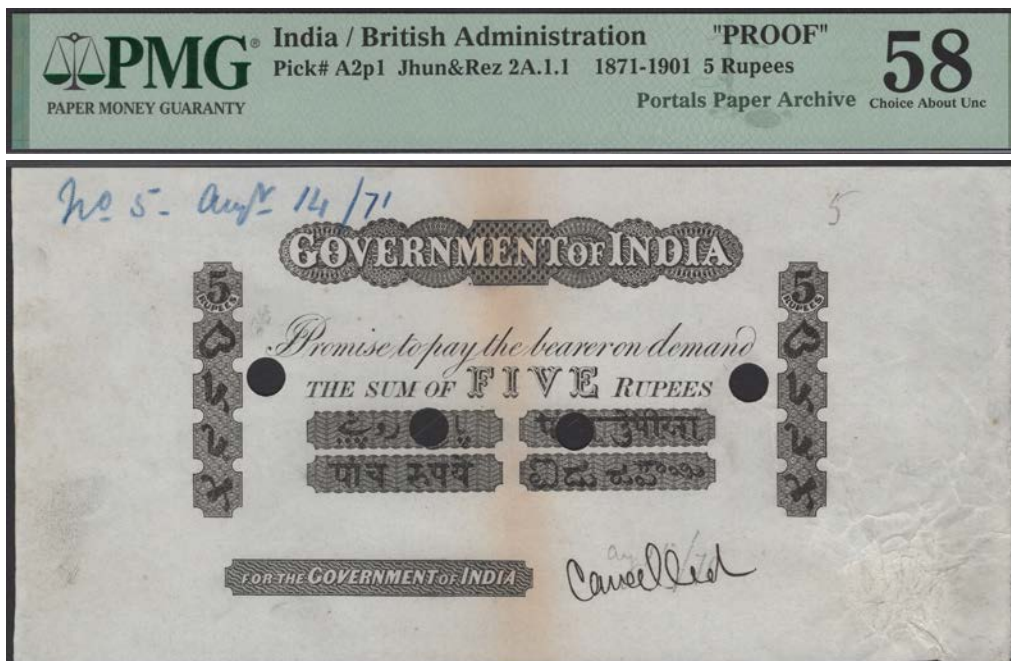 PMG® India / British Administration "PROOF" 58
Pick# A2p1 Jhun&Rez 2A.1.1 1871-1901 5 Rupees
PAPER MONEY GUARANTY Portals Paper Archive Choice About Unc
No 5 - Augt 14/71 5
GOVERNMENT OF INDIA
5 RUPEES 5 RUPEES
Promise to pay the bearer on demand
THE SUM OF FIVE RUPEES
روپیے
पांच रूपये
FOR THE GOVERNMENT OF INDIA
Cancelled